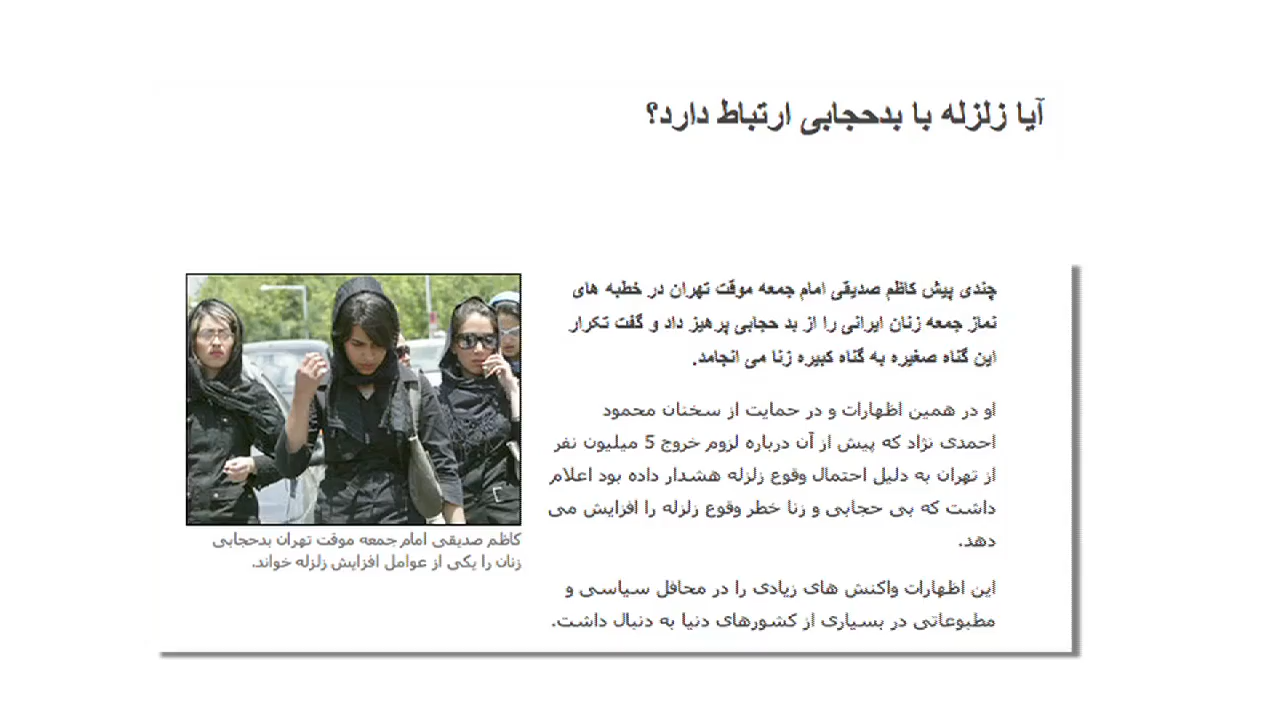 آیا زلزله با بدحجابی ارتباط دارد؟
چندی پیش کاظم صدیقی امام جمعه موقت تهران در خطبه های
نماز جمعه زنان ایرانی را از بد حجابی پرهیز داد و گفت تکرار
این گناه صغیره به گناه کبیره زنا می انجامد.
او در همین اظهارات و در حمایت از سخنان محمود
احمدی نژاد که پیش از آن درباره لزوم خروج 5 میلیون نفر
از تهران به دلیل احتمال وقوع زلزله هشدار داده بود اعلام
داشت که بی حجابی و زنا خطر وقوع زلزله را افزایش می
دهد.
این اظهارات واکنش های زیادی را در محافل سیاسی و
مطبوعاتی در بسیاری از کشورهای دنیا به دنبال داشت.
کاظم صدیقی امام جمعه موقت تهران بدحجابی
زنان را یکی از عوامل افزایش زلزله خواند.